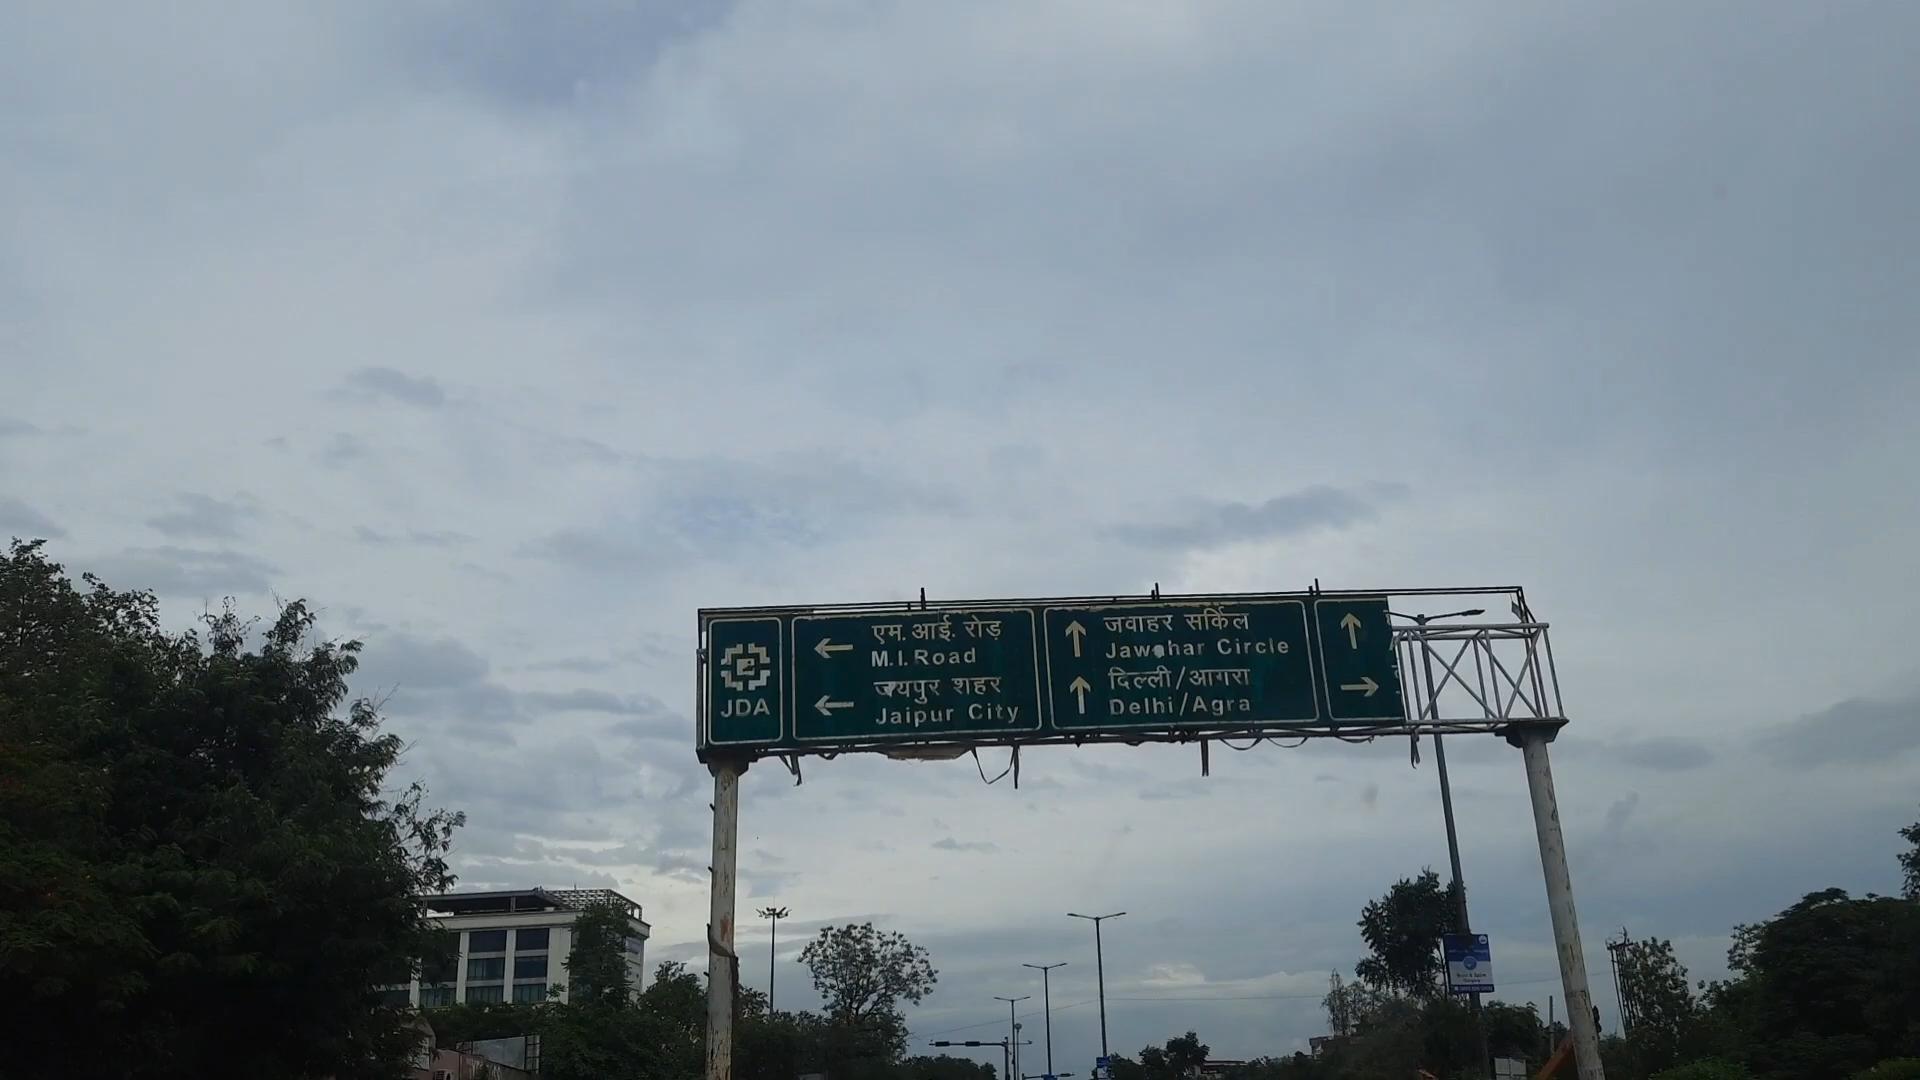 JDA
एम. आई. रोड़
M.I. Road
जयपुर शहर
Jaipur City
जवाहर सर्किल
Jawahar Circle
दिल्ली/आगरा
Delhi/Agra